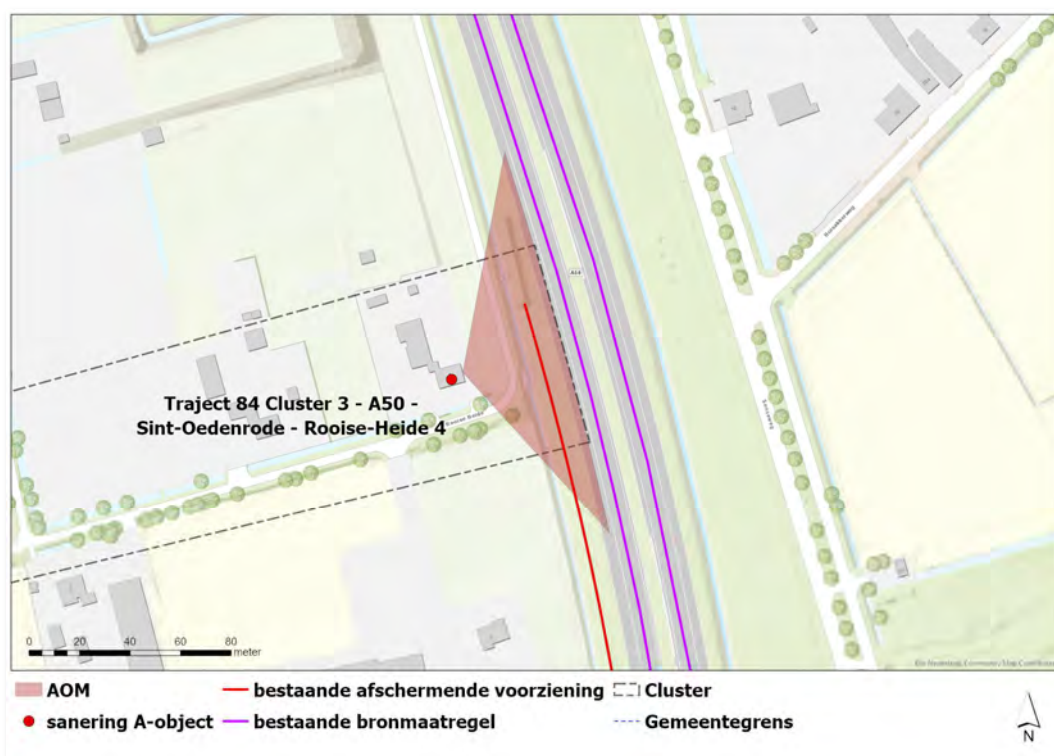 A50
Traject 84 Cluster 3 - A50 -
Sint-Oedenrode - Rooise-Heide 4
0 20 40 60 80
meter
AOM
bestaande afschermende voorziening
Cluster
sanering A-object
bestaande bronmaatregel
Gemeentegrens
N